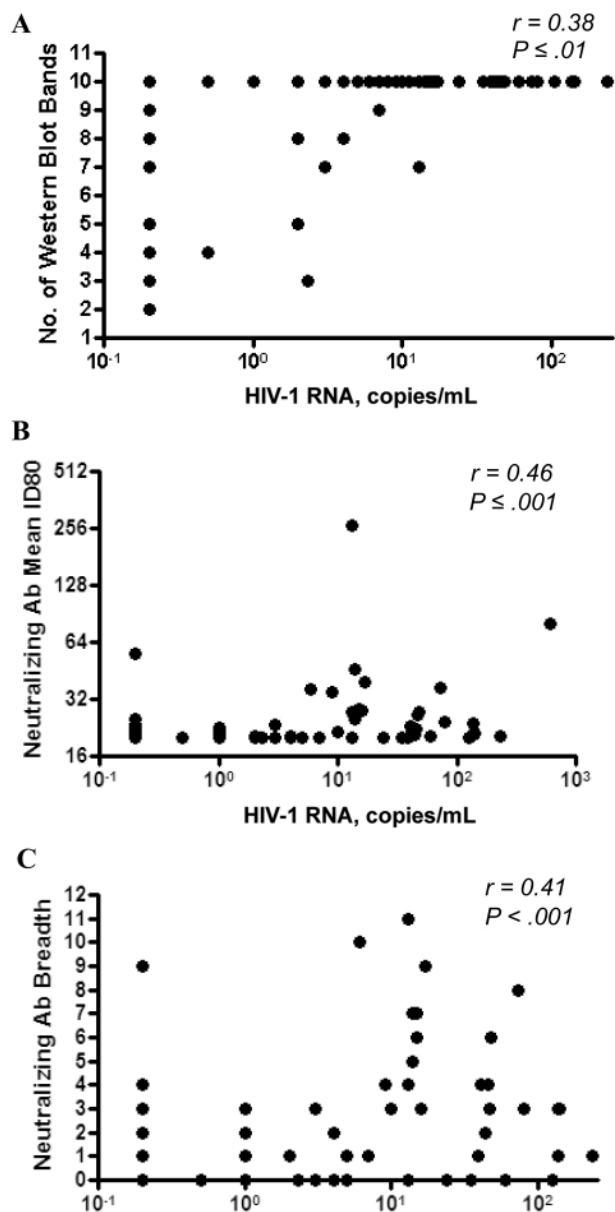 A
r = 0.38
P ≤ .01
No. of Western Blot Bands
11
10
9
8
7
6
5
4
3
2
1
10⁻¹ 10⁰ 10¹ 10²
HIV-1 RNA, copies/mL
B
r = 0.46
P ≤ .001
Neutralizing Ab Mean ID80
512
256
128
64
32
16
10⁻¹ 10⁰ 10¹ 10² 10³
HIV-1 RNA, copies/mL
C
r = 0.41
P < .001
Neutralizing Ab Breadth
12
11
10
9
8
7
6
5
4
3
2
1
0
10⁻¹ 10⁰ 10¹ 10²